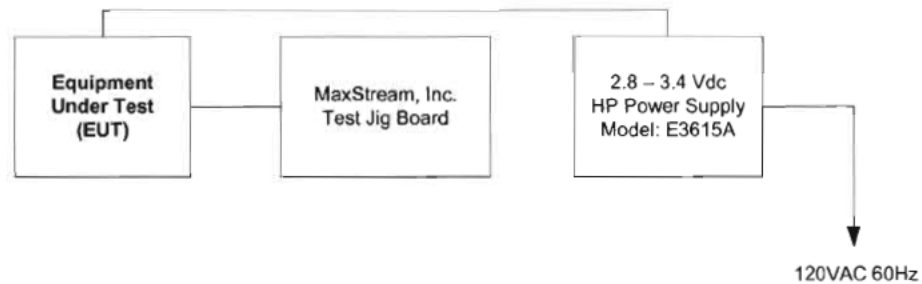 Equipment
Under Test
(EUT)
MaxStream, Inc.
Test Jig Board
2.8 – 3.4 Vdc
HP Power Supply
Model: E3615A
120VAC 60Hz